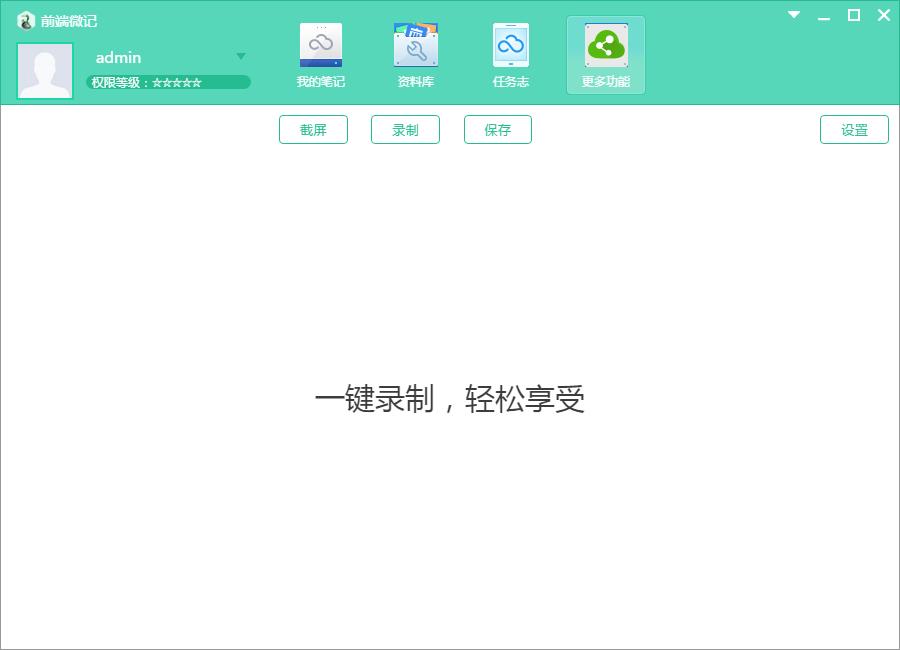 前端微记
admin
权限等级：☆☆☆☆☆
我的笔记
资料库
任务志
更多功能
截屏
录制
保存
设置
一键录制，轻松享受